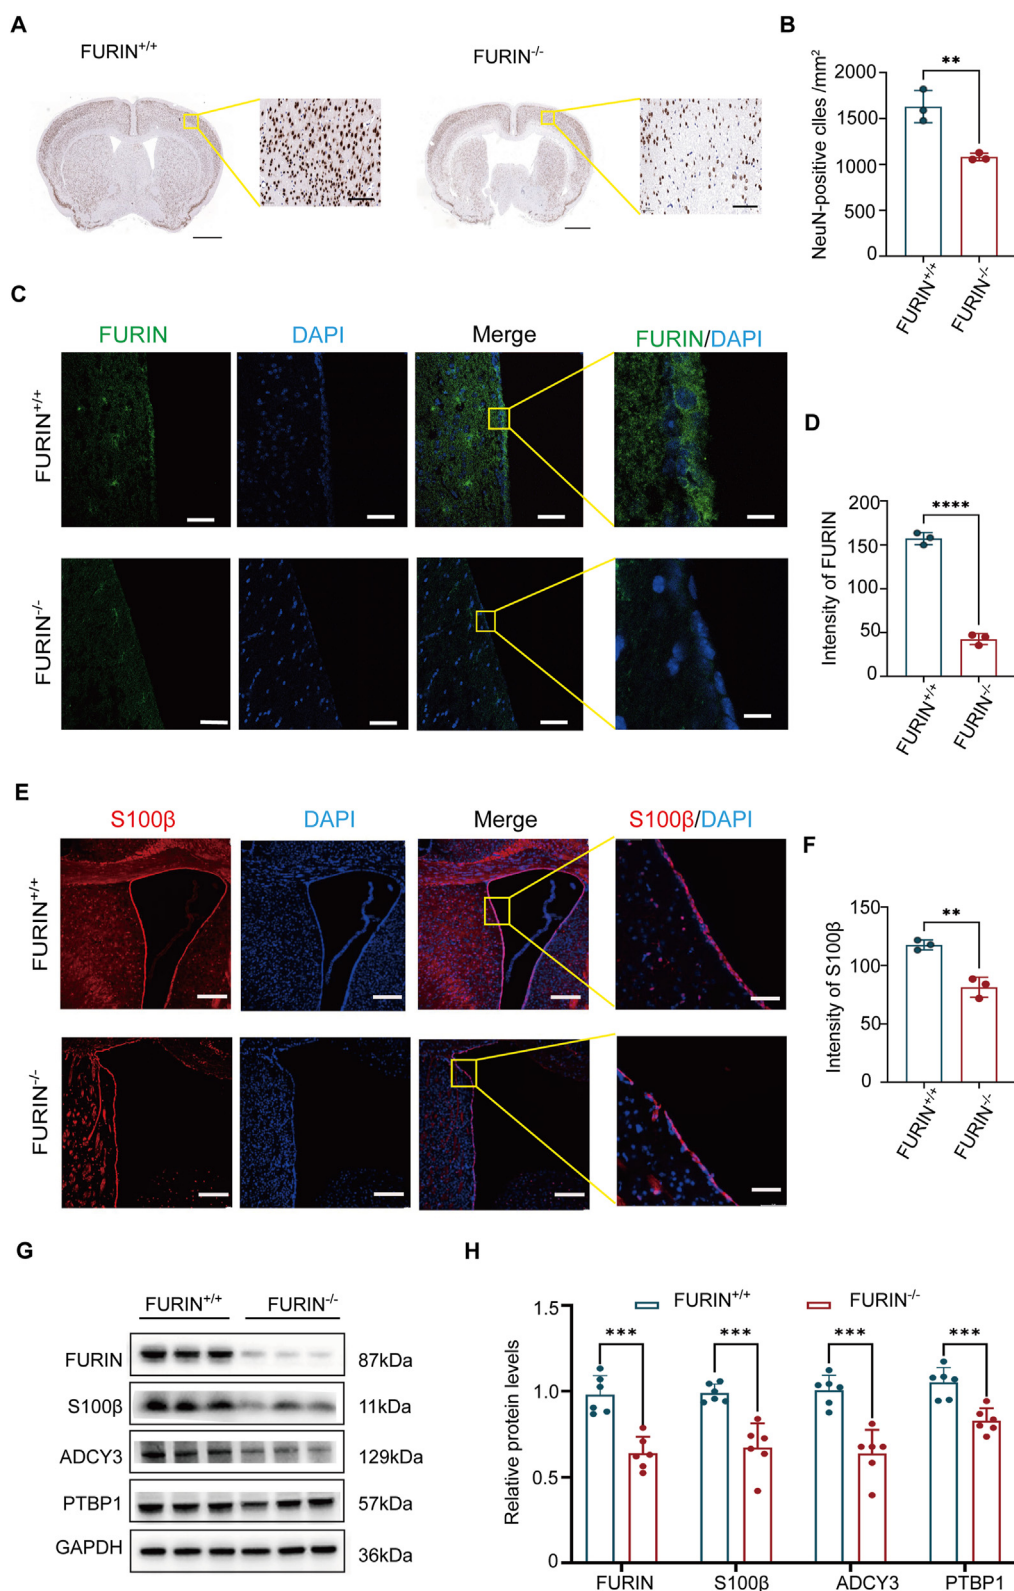 A
FURIN+/+
FURIN-/-
B
NeuN-positive clles /mm2
2000
1500
1000
500
0
**
FURIN+/+
FURIN-/-
C
FURIN
DAPI
Merge
FURIN/DAPI
FURIN+/+
FURIN-/-
D
Intensity of FURIN
200
150
100
50
0
****
FURIN+/+
FURIN-/-
E
S100β
DAPI
Merge
S100β/DAPI
FURIN+/+
FURIN-/-
F
Intensity of S100β
150
100
50
0
**
FURIN+/+
FURIN-/-
G
FURIN+/+ FURIN-/-
FURIN 87kDa
S100β 11kDa
ADCY3 129kDa
PTBP1 57kDa
GAPDH 36kDa
H
FURIN+/+ FURIN-/-
Relative protein levels
1.5
1.0
0.5
0
*** *** *** ***
FURIN S100β ADCY3 PTBP1